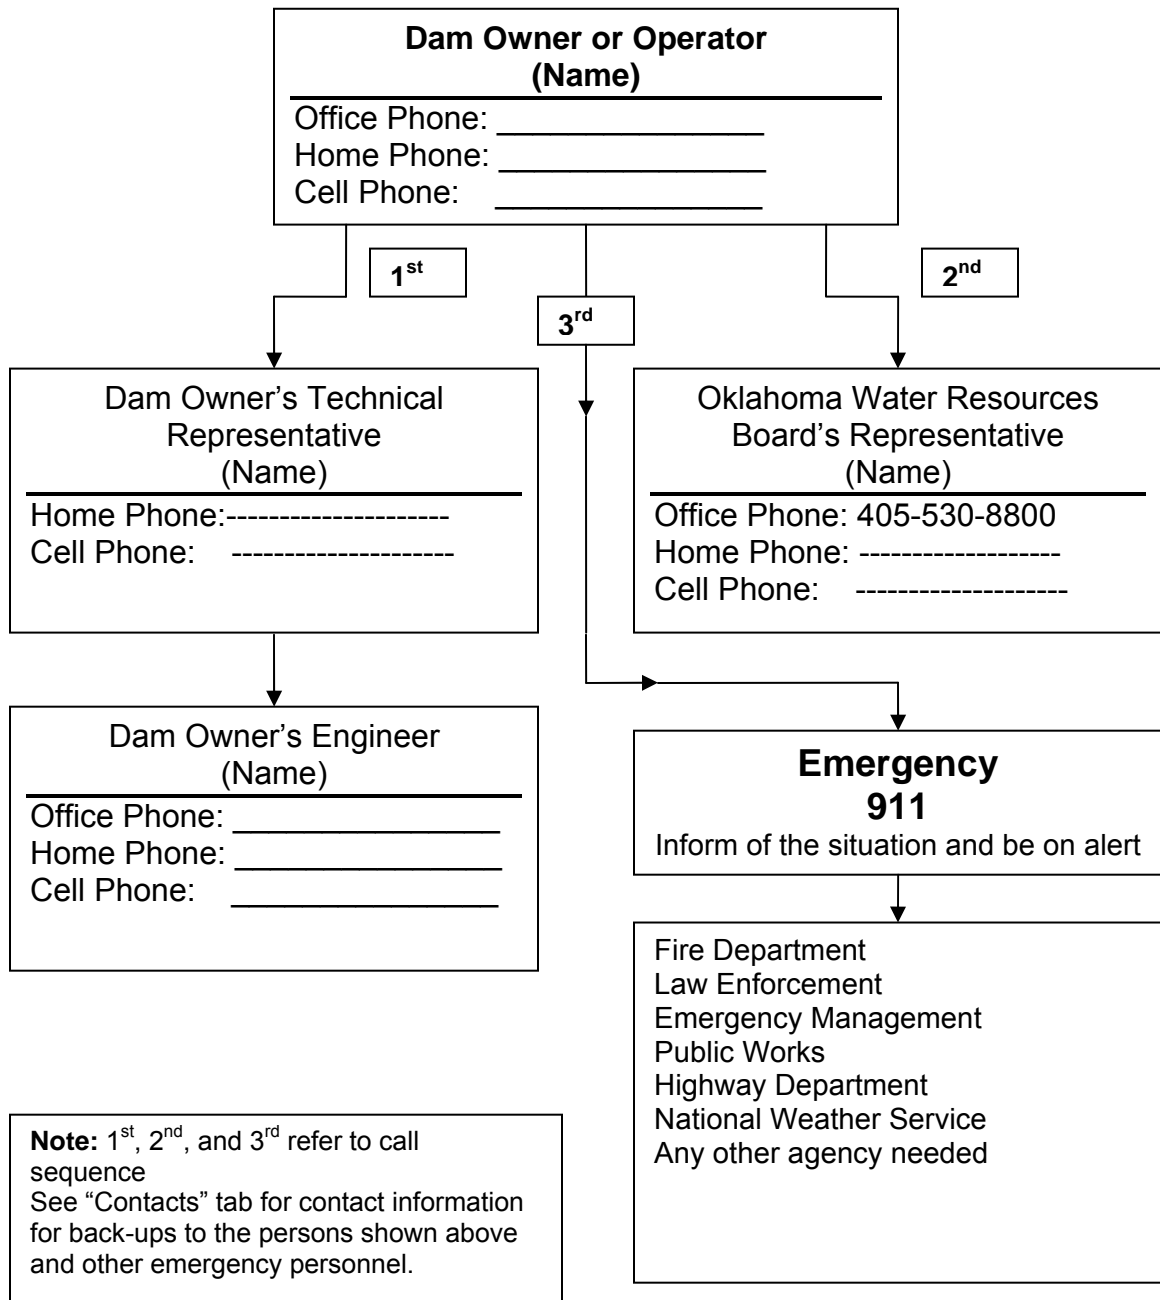 Dam Owner or Operator
(Name)
Office Phone: _______________
Home Phone: _______________
Cell Phone: _______________
1st
2nd
3rd
Dam Owner’s Technical
Representative
(Name)
Home Phone:---------------------
Cell Phone: ---------------------
Oklahoma Water Resources
Board’s Representative
(Name)
Office Phone: 405-530-8800
Home Phone: -------------------
Cell Phone: --------------------
Dam Owner’s Engineer
(Name)
Office Phone: _______________
Home Phone: _______________
Cell Phone: _______________
Emergency
911
Inform of the situation and be on alert
Fire Department
Law Enforcement
Emergency Management
Public Works
Highway Department
National Weather Service
Any other agency needed
Note: 1st, 2nd, and 3rd refer to call
sequence
See “Contacts” tab for contact information
for back-ups to the persons shown above
and other emergency personnel.